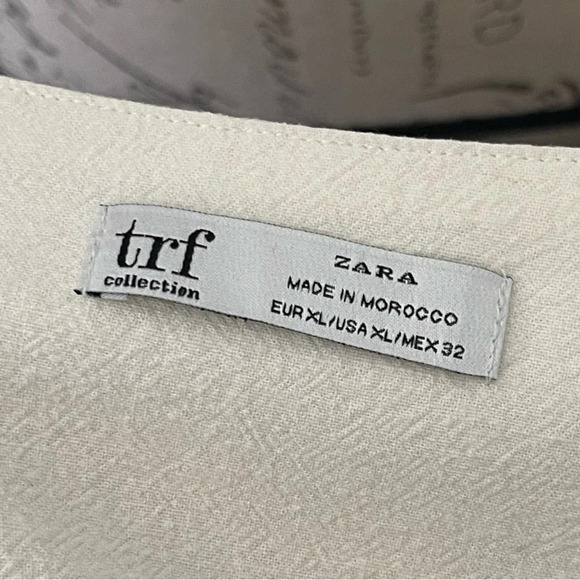 trf
collection
ZARA
MADE IN MOROCCO
EUR XL/USA XL/MEX 32